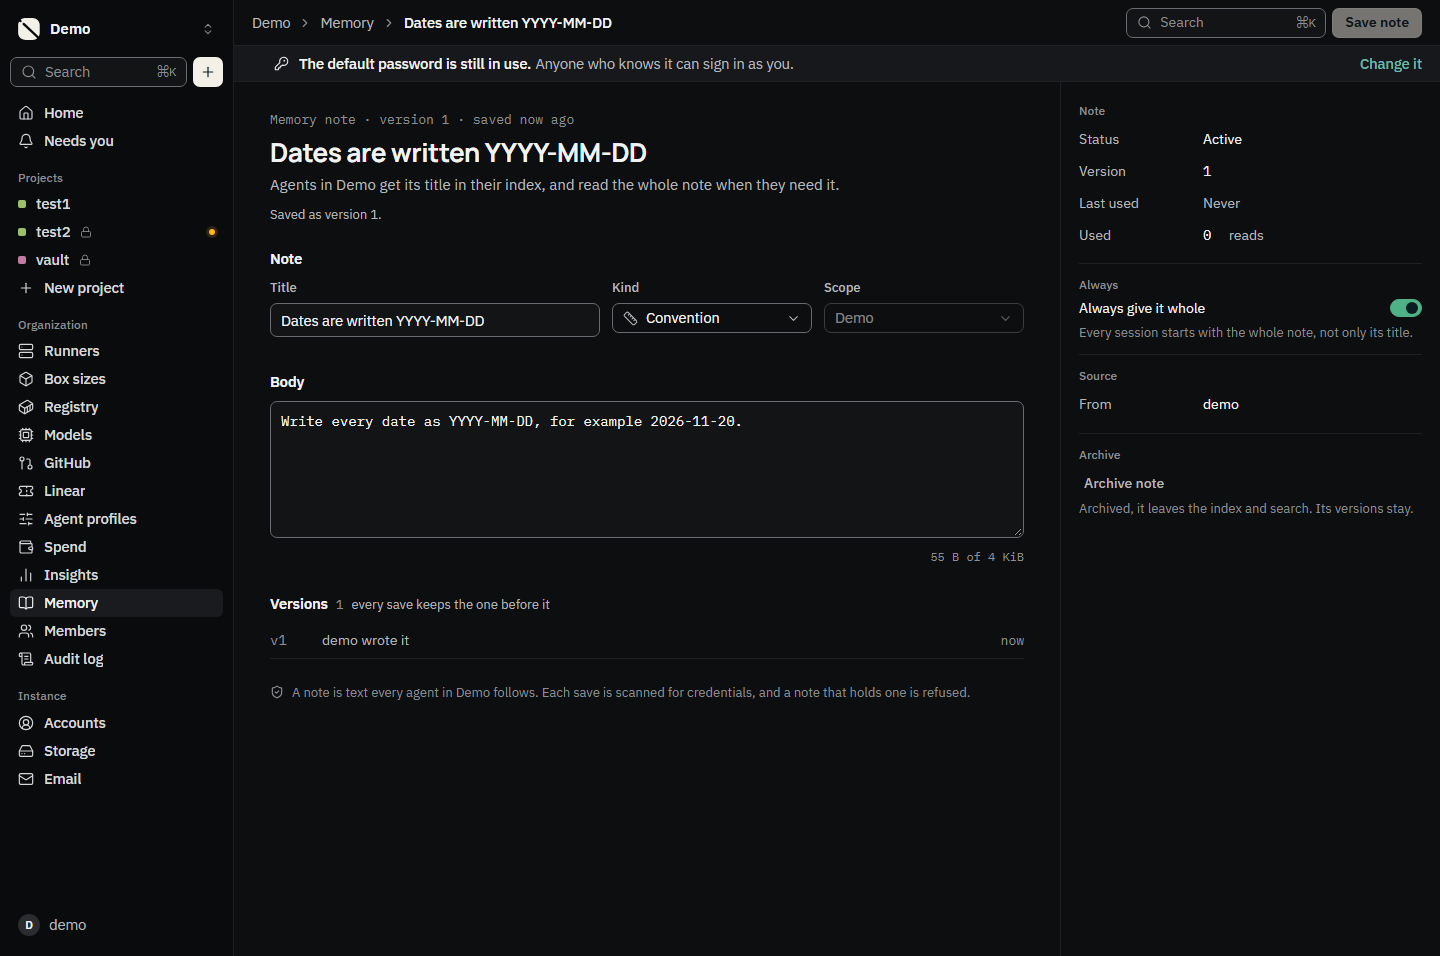 Demo
Search ⌘K
Home
Needs you
Projects
test1
test2
vault
New project
Organization
Runners
Box sizes
Registry
Models
GitHub
Linear
Agent profiles
Spend
Insights
Memory
Members
Audit log
Instance
Accounts
Storage
Email
D demo
Demo > Memory > Dates are written YYYY-MM-DD
Search ⌘K
Save note
The default password is still in use. Anyone who knows it can sign in as you.
Change it
Memory note · version 1 · saved now ago
Dates are written YYYY-MM-DD
Agents in Demo get its title in their index, and read the whole note when they need it.
Saved as version 1.
Note
Title Kind Scope
Dates are written YYYY-MM-DD Convention Demo
Body
Write every date as YYYY-MM-DD, for example 2026-11-20.
55 B of 4 KiB
Versions 1 every save keeps the one before it
v1 demo wrote it now
A note is text every agent in Demo follows. Each save is scanned for credentials, and a note that holds one is refused.
Note
Status Active
Version 1
Last used Never
Used 0 reads
Always
Always give it whole
Every session starts with the whole note, not only its title.
Source
From demo
Archive
Archive note
Archived, it leaves the index and search. Its versions stay.